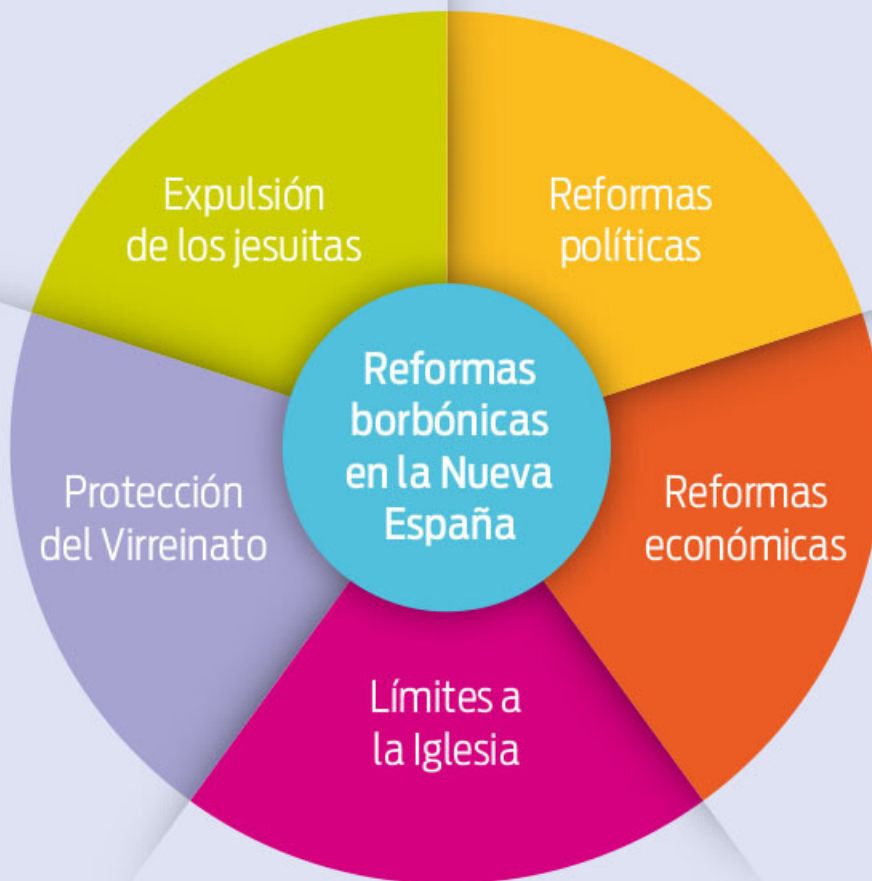 Expulsión
de los jesuitas
Reformas
políticas
Reformas
borbónicas
en la Nueva
España
Protección
del Virreinato
Reformas
económicas
Límites a
la Iglesia